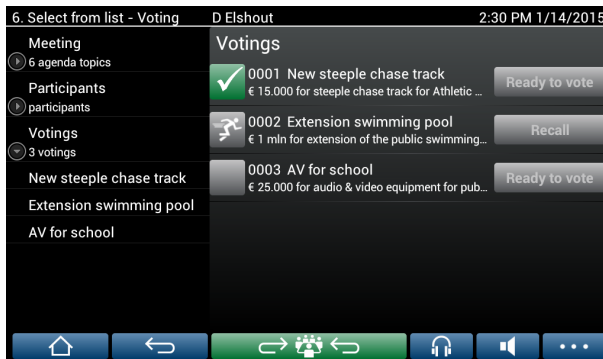 6. Select from list - Voting D Elshout 2:30 PM 1/14/2015
Meeting
6 agenda topics
Participants
participants
Votings
3 votings
New steeple chase track
Extension swimming pool
AV for school
Votings
0001 New steeple chase track
€ 15.000 for steeple chase track for Athletic ...
Ready to vote
0002 Extension swimming pool
€ 1 mln for extension of the public swimming...
Recall
0003 AV for school
€ 25.000 for audio & video equipment for pub...
Ready to vote